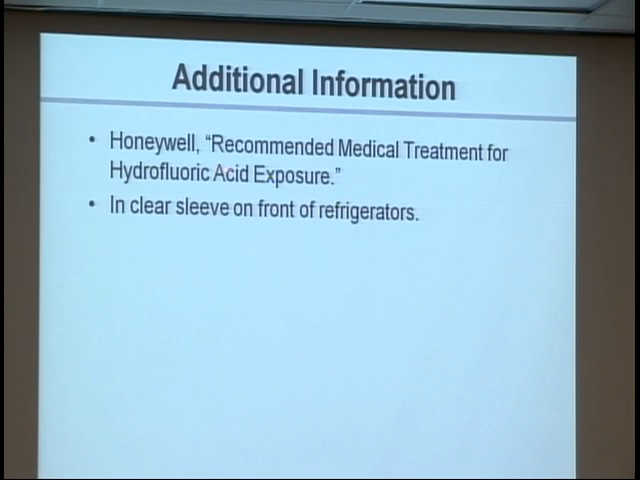 Additional Information
• Honeywell, “Recommended Medical Treatment for
Hydrofluoric Acid Exposure.”
• In clear sleeve on front of refrigerators.